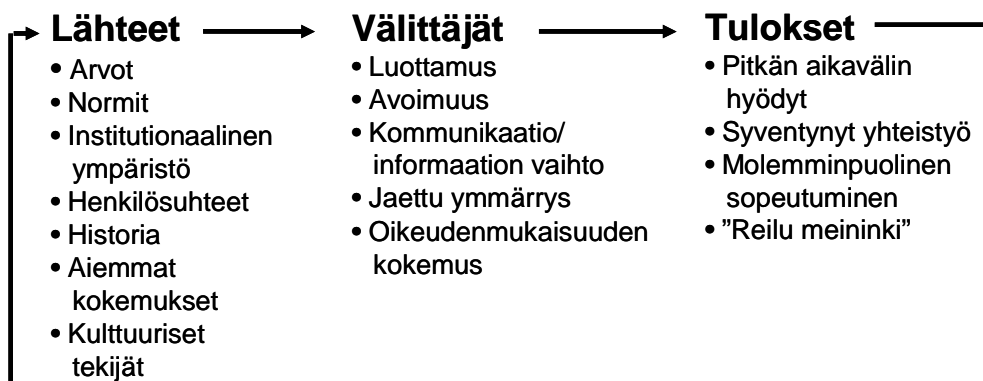 Lähteet
• Arvot
• Normit
• Institutionaalinen
ympäristö
• Henkilösuhteet
• Historia
• Aiemmat
kokemukset
• Kulttuuriset
tekijät
Välittäjät
• Luottamus
• Avoimuus
• Kommunikaatio/
informaation vaihto
• Jaettu ymmärrys
• Oikeudenmukaisuuden
kokemus
Tulokset
• Pitkän aikavälin
hyödyt
• Syventynyt yhteistyö
• Molemminpuolinen
sopeutuminen
• ”Reilu meininki”